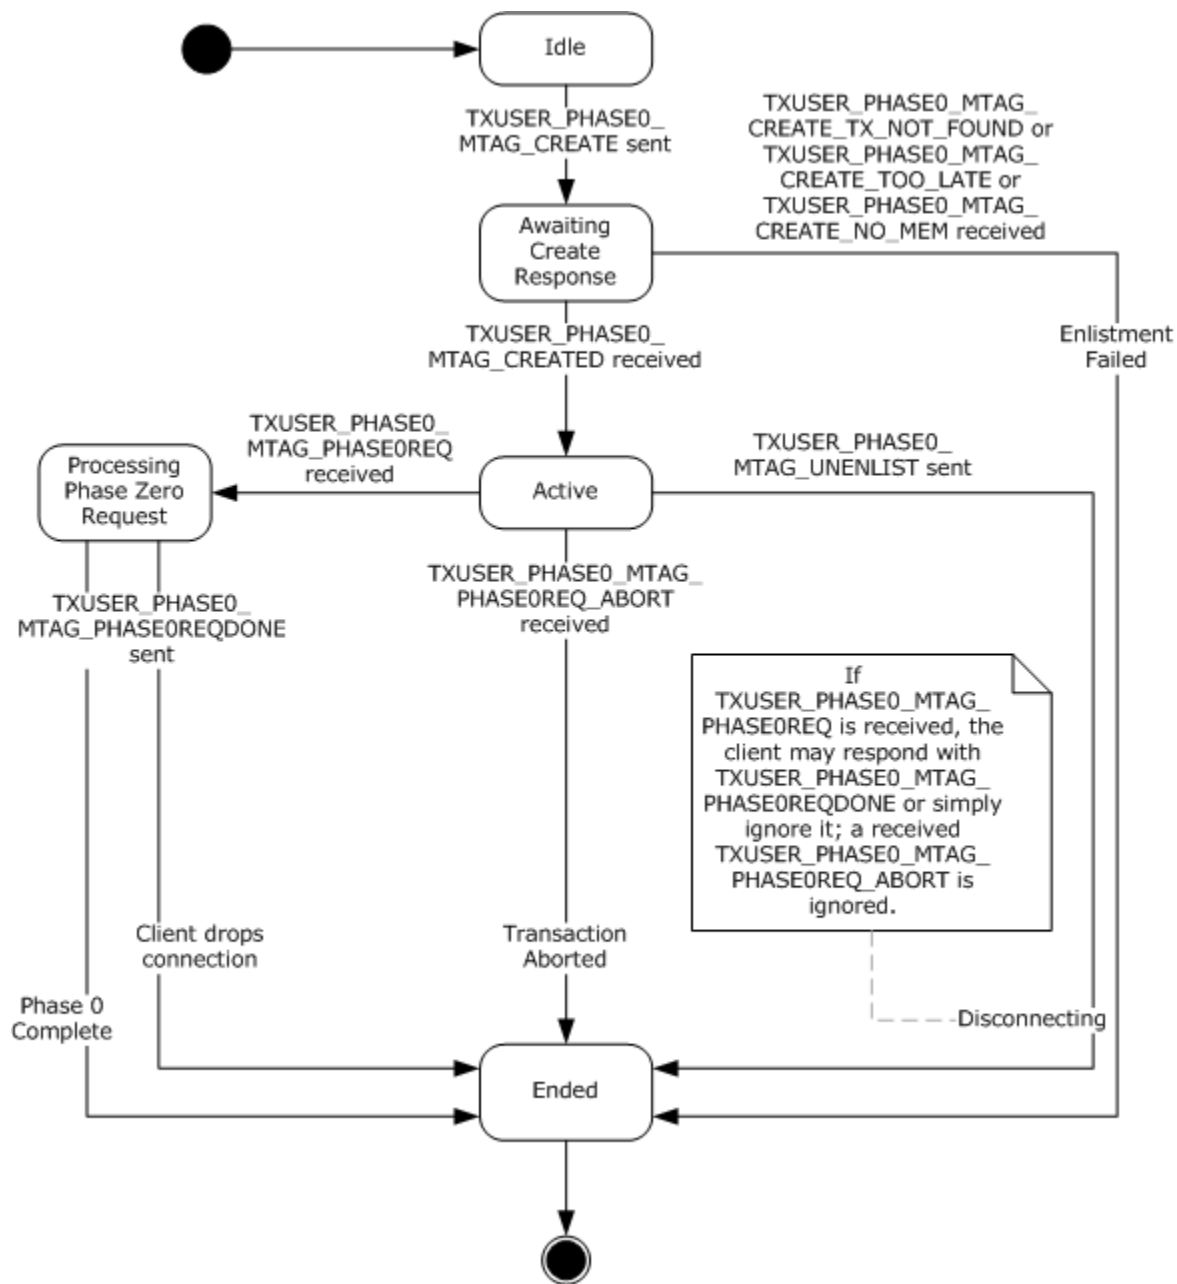 Idle
TXUSER_PHASE0_
MTAG_CREATE sent
TXUSER_PHASE0_MTAG_
CREATE_TX_NOT_FOUND or
TXUSER_PHASE0_MTAG_
CREATE_TOO_LATE or
TXUSER_PHASE0_MTAG_
CREATE_NO_MEM received
Awaiting
Create
Response
TXUSER_PHASE0_
MTAG_CREATED received
Enlistment
Failed
TXUSER_PHASE0_
MTAG_PHASE0REQ
received
TXUSER_PHASE0_
MTAG_UNENLIST sent
Processing
Phase Zero
Request
Active
TXUSER_PHASE0_MTAG_
PHASE0REQ_ABORT
received
TXUSER_PHASE0_
MTAG_PHASE0REQDONE
sent
If
TXUSER_PHASE0_MTAG_
PHASE0REQ is received, the
client may respond with
TXUSER_PHASE0_MTAG_
PHASE0REQDONE or simply
ignore it; a received
TXUSER_PHASE0_MTAG_
PHASE0REQ_ABORT is
ignored.
Client drops
connection
Transaction
Aborted
Phase 0
Complete
Disconnecting
Ended